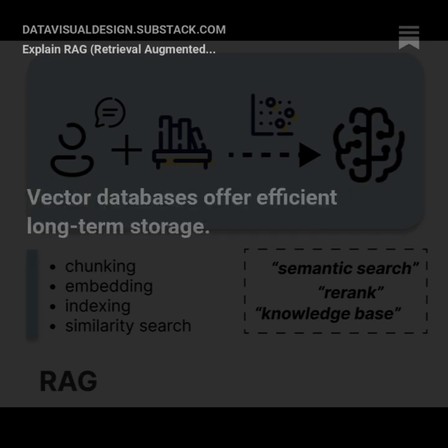 DATAVISUALDESIGN.SUBSTACK.COM
Explain RAG (Retrieval Augmented...
Vector databases offer efficient
long-term storage.
• chunking
• embedding
• indexing
• similarity search
“semantic search”
“rerank”
“knowledge base”
RAG